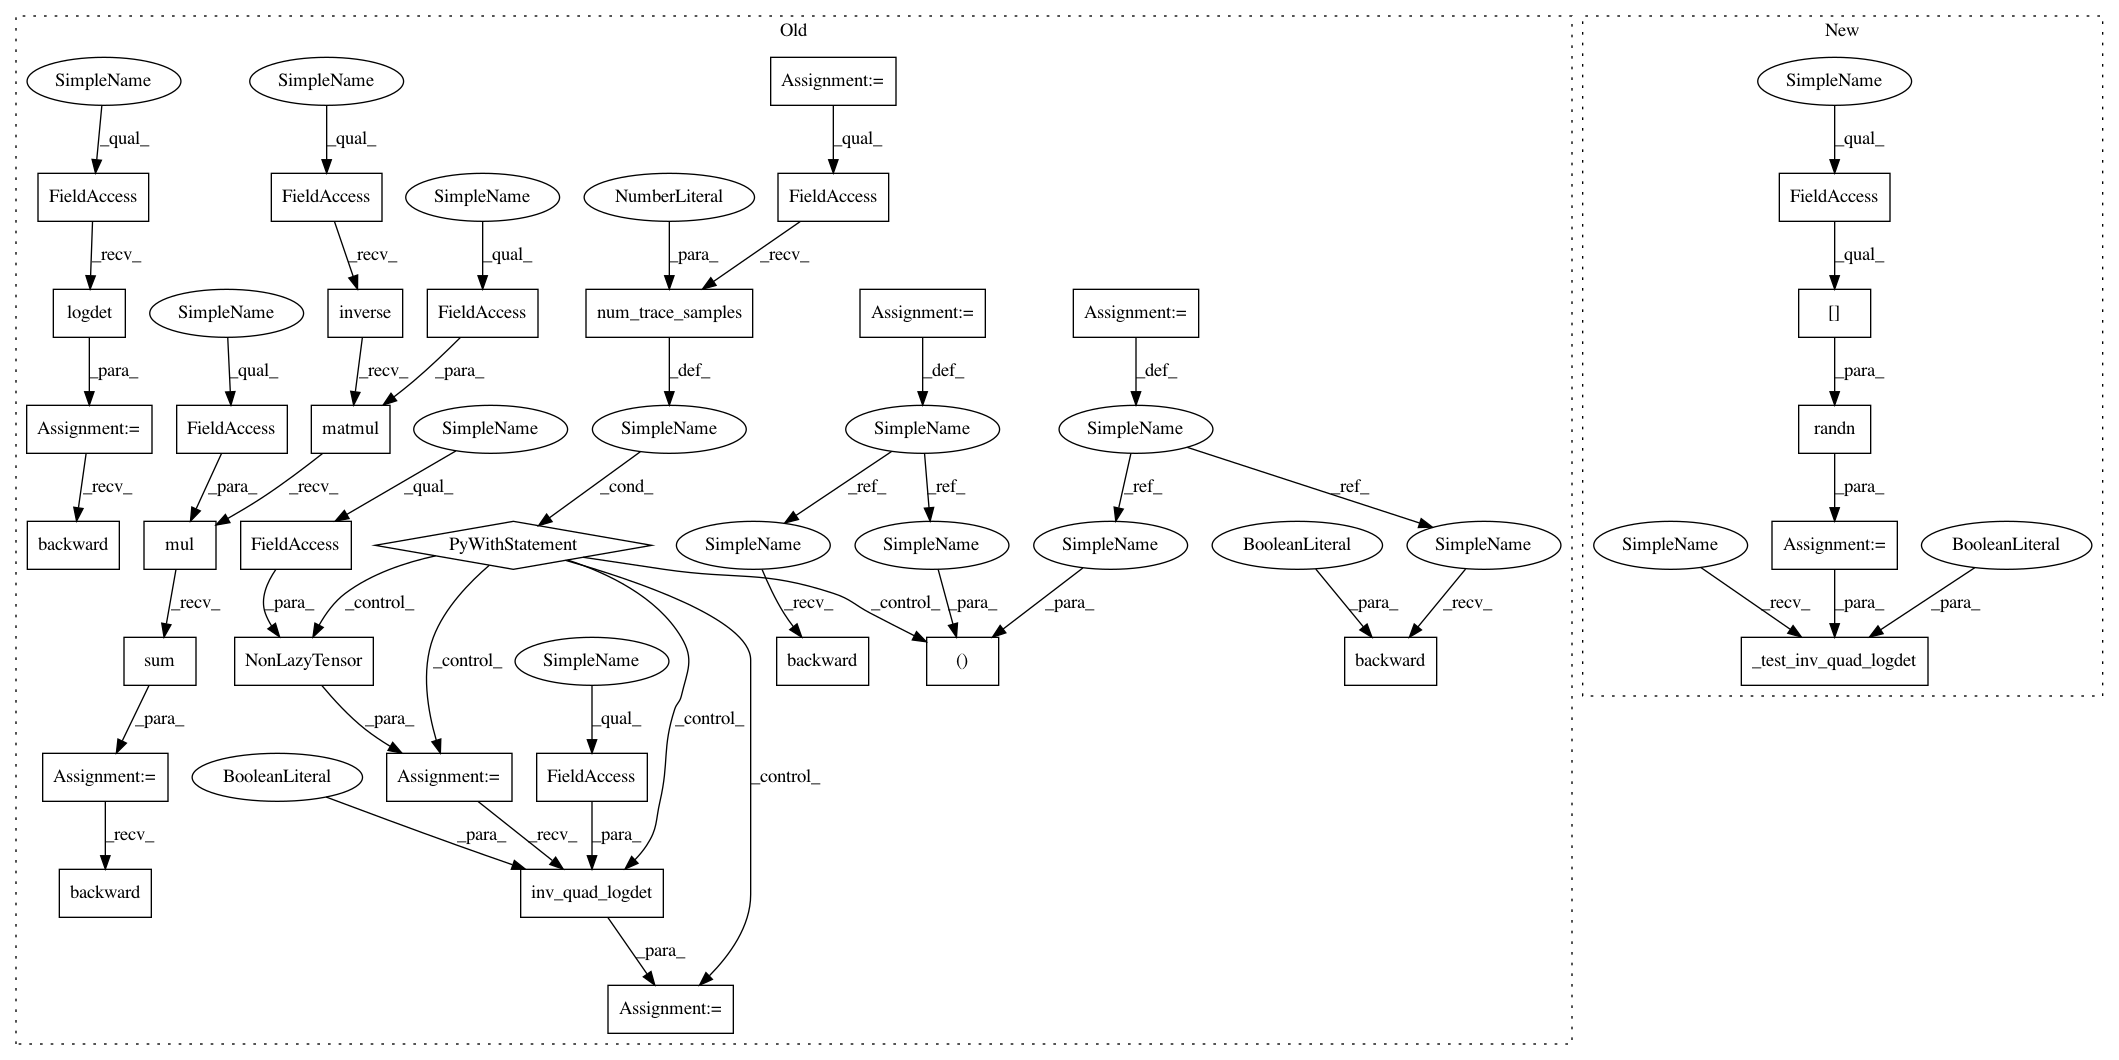 Old
New
SimpleName
SimpleName
Assignment:=
SimpleName
_qual_
_qual_
_qual_
_qual_
FieldAccess
FieldAccess
SimpleName
NumberLiteral
FieldAccess
FieldAccess
_recv_
_recv_
_qual_
_para_
_recv_
_qual_
logdet
SimpleName
inverse
FieldAccess
num_trace_samples
Assignment:=
Assignment:=
[]
_para_
_qual_
_recv_
_para_
_def_
_def_
_def_
_para_
Assignment:=
FieldAccess
matmul
SimpleName
SimpleName
SimpleName
SimpleName
randn
_recv_
_para_
_recv_
_qual_
_cond_
_ref_
_ref_
_ref_
_ref_
_para_
backward
mul
FieldAccess
PyWithStatement
SimpleName
SimpleName
SimpleName
BooleanLiteral
SimpleName
SimpleName
Assignment:=
BooleanLiteral
_recv_
_para_
_control_
_recv_
_control_
_para_
_para_
_para_
_recv_
_recv_
_para_
_para_
sum
NonLazyTensor
_control_
SimpleName
backward
()
backward
_test_inv_quad_logdet
_para_
_para_
_qual_
_control_
Assignment:=
BooleanLiteral
Assignment:=
FieldAccess
_control_
_recv_
_para_
_recv_
_para_
backward
inv_quad_logdet
_para_
Assignment:=